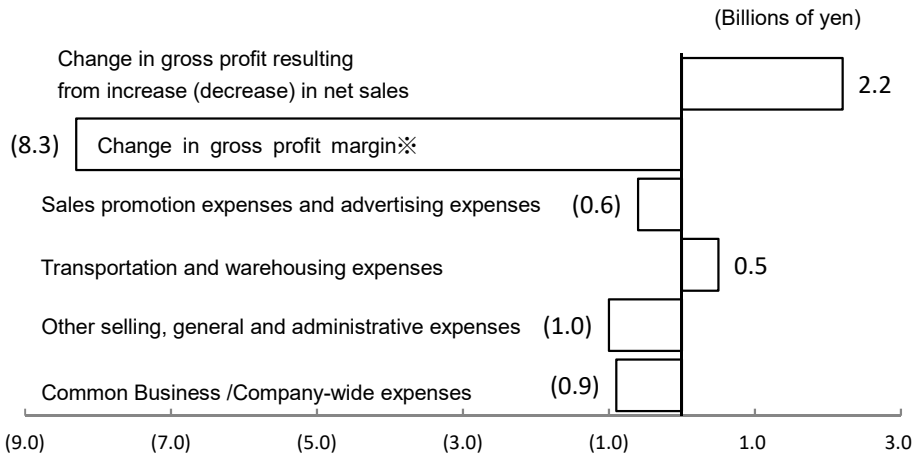 (Billions of yen)
Change in gross profit resulting
from increase (decrease) in net sales
2.2
(8.3)
Change in gross profit margin※
Sales promotion expenses and advertising expenses
(0.6)
Transportation and warehousing expenses
0.5
Other selling, general and administrative expenses
(1.0)
Common Business /Company-wide expenses
(0.9)
(9.0) (7.0) (5.0) (3.0) (1.0) 1.0 3.0